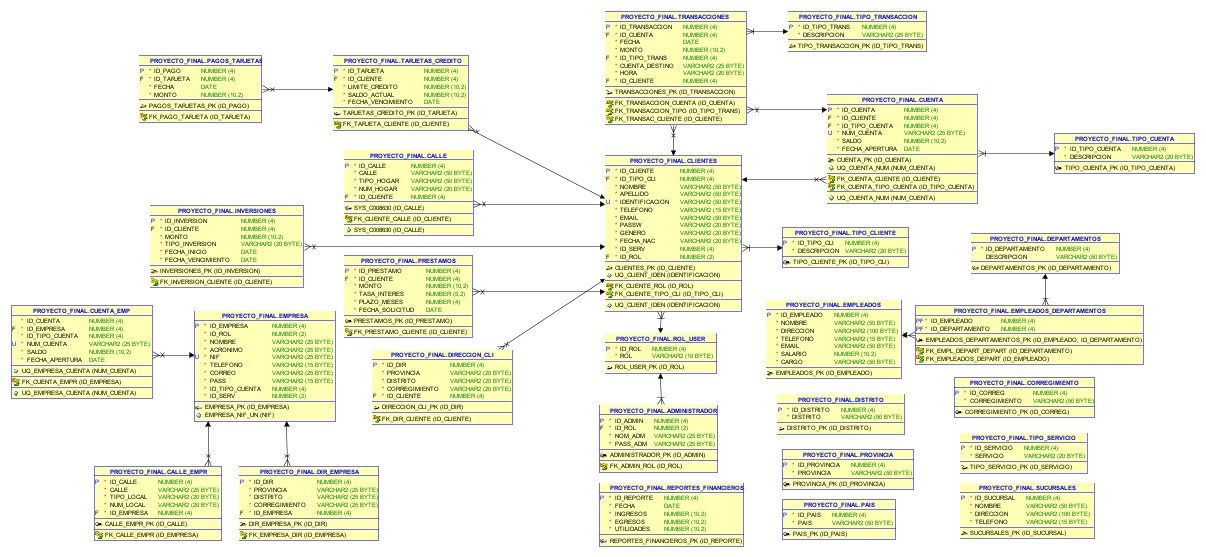 PROYECTO_FINAL.TRANSACCIONES
P * ID_TRANSACCION NUMBER (4)
F * ID_CUENTA NUMBER (4)
* FECHA DATE
* MONTO NUMBER (10,2)
F * ID_TIPO_TRANS NUMBER (4)
* CUENTA_DESTINO VARCHAR2 (25 BYTE)
* HORA VARCHAR2 (20 BYTE)
F * ID_CLIENTE NUMBER (4)
TRANSACCIONES_PK (ID_TRANSACCION)
FK_TRANSACCION_CUENTA (ID_CUENTA)
FK_TRANSACCION_TIPO (ID_TIPO_TRANS)
FK_TRANSAC_CLIENTE (ID_CLIENTE)
PROYECTO_FINAL.TIPO_TRANSACCION
P * ID_TIPO_TRANS NUMBER (4)
* DESCRIPCION VARCHAR2 (25 BYTE)
TIPO_TRANSACCION_PK (ID_TIPO_TRANS)
PROYECTO_FINAL.PAGOS_TARJETAS
P * ID_PAGO NUMBER (4)
F * ID_TARJETA NUMBER (4)
* FECHA DATE
* MONTO NUMBER (10,2)
PAGOS_TARJETAS_PK (ID_PAGO)
FK_PAGO_TARJETA (ID_TARJETA)
PROYECTO_FINAL.TARJETAS_CREDITO
P * ID_TARJETA NUMBER (4)
F * ID_CLIENTE NUMBER (4)
* LIMITE_CREDITO NUMBER (10,2)
* SALDO_ACTUAL NUMBER (10,2)
* FECHA_VENCIMIENTO DATE
TARJETAS_CREDITO_PK (ID_TARJETA)
FK_TARJETA_CLIENTE (ID_CLIENTE)
PROYECTO_FINAL.CUENTA
P * ID_CUENTA NUMBER (4)
F * ID_CLIENTE NUMBER (4)
F * ID_TIPO_CUENTA NUMBER (4)
U * NUM_CUENTA VARCHAR2 (25 BYTE)
* SALDO NUMBER (10,2)
* FECHA_APERTURA DATE
CUENTA_PK (ID_CUENTA)
UQ_CUENTA_NUM (NUM_CUENTA)
FK_CUENTA_CLIENTE (ID_CLIENTE)
FK_CUENTA_TIPO_CUENTA (ID_TIPO_CUENTA)
UQ_CUENTA_NUM (NUM_CUENTA)
PROYECTO_FINAL.TIPO_CUENTA
P * ID_TIPO_CUENTA NUMBER (4)
* DESCRIPCION VARCHAR2 (20 BYTE)
TIPO_CUENTA_PK (ID_TIPO_CUENTA)
PROYECTO_FINAL.CALLE
P * ID_CALLE NUMBER (4)
* CALLE VARCHAR2 (50 BYTE)
* TIPO_HOGAR VARCHAR2 (50 BYTE)
* NUM_HOGAR VARCHAR2 (20 BYTE)
F * ID_CLIENTE NUMBER (4)
SYS_C008630 (ID_CALLE)
FK_CLIENTE_CALLE (ID_CLIENTE)
SYS_C008630 (ID_CALLE)
PROYECTO_FINAL.CLIENTES
P * ID_CLIENTE NUMBER (4)
F * ID_TIPO_CLI NUMBER (4)
* NOMBRE VARCHAR2 (50 BYTE)
* APELLIDO VARCHAR2 (50 BYTE)
U * IDENTIFICACION VARCHAR2 (50 BYTE)
* TELEFONO VARCHAR2 (15 BYTE)
* EMAIL VARCHAR2 (50 BYTE)
* PASSW VARCHAR2 (20 BYTE)
* GENERO VARCHAR2 (20 BYTE)
* FECHA_NAC VARCHAR2 (20 BYTE)
* ID_SERV NUMBER (4)
F * ID_ROL NUMBER (2)
CLIENTES_PK (ID_CLIENTE)
UQ_CLIENT_IDEN (IDENTIFICACION)
FK_CLIENTE_ROL (ID_ROL)
FK_CLIENTE_TIPO_CLI (ID_TIPO_CLI)
UQ_CLIENT_IDEN (IDENTIFICACION)
PROYECTO_FINAL.INVERSIONES
P * ID_INVERSION NUMBER (4)
F * ID_CLIENTE NUMBER (4)
* MONTO NUMBER (10,2)
* TIPO_INVERSION VARCHAR2 (20 BYTE)
* FECHA_INICIO DATE
* FECHA_VENCIMIENTO DATE
INVERSIONES_PK (ID_INVERSION)
FK_INVERSION_CLIENTE (ID_CLIENTE)
PROYECTO_FINAL.TIPO_CLIENTE
P * ID_TIPO_CLI NUMBER (4)
* DESCRIPCION VARCHAR2 (20 BYTE)
TIPO_CLIENTE_PK (ID_TIPO_CLI)
PROYECTO_FINAL.DEPARTAMENTOS
P * ID_DEPARTAMENTO NUMBER (4)
DESCRIPCION VARCHAR2 (50 BYTE)
DEPARTAMENTOS_PK (ID_DEPARTAMENTO)
PROYECTO_FINAL.PRESTAMOS
P * ID_PRESTAMO NUMBER (4)
F * ID_CLIENTE NUMBER (4)
* MONTO NUMBER (10,2)
* TASA_INTERES NUMBER (5,2)
* PLAZO_MESES NUMBER (4)
* FECHA_SOLICITUD DATE
PRESTAMOS_PK (ID_PRESTAMO)
FK_PRESTAMO_CLIENTE (ID_CLIENTE)
PROYECTO_FINAL.CUENTA_EMP
* ID_CUENTA NUMBER (4)
F * ID_EMPRESA NUMBER (4)
* ID_TIPO_CUENTA NUMBER (4)
U * NUM_CUENTA VARCHAR2 (25 BYTE)
* SALDO NUMBER (10,2)
* FECHA_APERTURA DATE
UQ_EMPRESA_CUENTA (NUM_CUENTA)
FK_CUENTA_EMPR (ID_EMPRESA)
UQ_EMPRESA_CUENTA (NUM_CUENTA)
PROYECTO_FINAL.EMPRESA
P * ID_EMPRESA NUMBER (4)
* ID_ROL NUMBER (2)
* NOMBRE VARCHAR2 (25 BYTE)
* ACRONIMO VARCHAR2 (25 BYTE)
U * NIF VARCHAR2 (25 BYTE)
* TELEFONO VARCHAR2 (15 BYTE)
* CORREO VARCHAR2 (25 BYTE)
* PASS VARCHAR2 (15 BYTE)
* ID_TIPO_CUENTA NUMBER (4)
* ID_SERV NUMBER (2)
EMPRESA_PK (ID_EMPRESA)
EMPRESA_NIF_UN (NIF)
PROYECTO_FINAL.EMPLEADOS
P * ID_EMPLEADO NUMBER (4)
* NOMBRE VARCHAR2 (50 BYTE)
* DIRECCION VARCHAR2 (100 BYTE)
* TELEFONO VARCHAR2 (15 BYTE)
* EMAIL VARCHAR2 (50 BYTE)
* SALARIO NUMBER (10,2)
* CARGO VARCHAR2 (50 BYTE)
EMPLEADOS_PK (ID_EMPLEADO)
PROYECTO_FINAL.EMPLEADOS_DEPARTAMENTOS
PF * ID_EMPLEADO NUMBER (4)
PF * ID_DEPARTAMENTO NUMBER (4)
EMPLEADOS_DEPARTAMENTOS_PK (ID_EMPLEADO, ID_DEPARTAMENTO)
FK_EMPL_DEPART_DEPART (ID_DEPARTAMENTO)
FK_EMPLEADOS_DEPART (ID_EMPLEADO)
PROYECTO_FINAL.ROL_USER
P * ID_ROL NUMBER (4)
* ROL VARCHAR2 (10 BYTE)
ROL_USER_PK (ID_ROL)
PROYECTO_FINAL.DIRECCION_CLI
P * ID_DIR NUMBER (4)
* PROVINCIA VARCHAR2 (20 BYTE)
* DISTRITO VARCHAR2 (20 BYTE)
* CORREGIMIENTO VARCHAR2 (20 BYTE)
F * ID_CLIENTE NUMBER (4)
DIRECCION_CLI_PK (ID_DIR)
FK_DIR_CLIENTE (ID_CLIENTE)
PROYECTO_FINAL.CORREGIMIENTO
P * ID_CORREG NUMBER (4)
* CORREGIMIENTO VARCHAR2 (50 BYTE)
CORREGIMIENTO_PK (ID_CORREG)
PROYECTO_FINAL.DISTRITO
P * ID_DISTRITO NUMBER (4)
* DISTRITO VARCHAR2 (50 BYTE)
DISTRITO_PK (ID_DISTRITO)
PROYECTO_FINAL.ADMINISTRADOR
P * ID_ADMIN NUMBER (4)
F * ID_ROL NUMBER (2)
* NOM_ADM VARCHAR2 (25 BYTE)
* PASS_ADM VARCHAR2 (25 BYTE)
ADMINISTRADOR_PK (ID_ADMIN)
FK_ADMIN_ROL (ID_ROL)
PROYECTO_FINAL.TIPO_SERVICIO
P * ID_SERVICIO NUMBER (4)
* SERVICIO VARCHAR2 (20 BYTE)
TIPO_SERVICIO_PK (ID_SERVICIO)
PROYECTO_FINAL.PROVINCIA
P * ID_PROVINCIA NUMBER (4)
* PROVINCIA VARCHAR2 (50 BYTE)
PROVINCIA_PK (ID_PROVINCIA)
PROYECTO_FINAL.CALLE_EMPR
P * ID_CALLE NUMBER (4)
* CALLE VARCHAR2 (25 BYTE)
* TIPO_LOCAL VARCHAR2 (20 BYTE)
* NUM_LOCAL VARCHAR2 (20 BYTE)
F * ID_EMPRESA NUMBER (4)
CALLE_EMPR_PK (ID_CALLE)
FK_CALLE_EMPR (ID_EMPRESA)
PROYECTO_FINAL.DIR_EMPRESA
P * ID_DIR NUMBER (4)
* PROVINCIA VARCHAR2 (25 BYTE)
* DISTRITO VARCHAR2 (25 BYTE)
* CORREGIMIENTO VARCHAR2 (25 BYTE)
F * ID_EMPRESA NUMBER (4)
DIR_EMPRESA_PK (ID_DIR)
FK_EMPRESA_DIR (ID_EMPRESA)
PROYECTO_FINAL.REPORTES_FINANCIEROS
P * ID_REPORTE NUMBER (4)
* FECHA DATE
* INGRESOS NUMBER (10,2)
* EGRESOS NUMBER (10,2)
* UTILIDADES NUMBER (10,2)
REPORTES_FINANCIEROS_PK (ID_REPORTE)
PROYECTO_FINAL.PAIS
P * ID_PAIS NUMBER (4)
* PAIS VARCHAR2 (50 BYTE)
PAIS_PK (ID_PAIS)
PROYECTO_FINAL.SUCURSALES
P * ID_SUCURSAL NUMBER (4)
* NOMBRE VARCHAR2 (50 BYTE)
* DIRECCION VARCHAR2 (100 BYTE)
* TELEFONO VARCHAR2 (15 BYTE)
SUCURSALES_PK (ID_SUCURSAL)